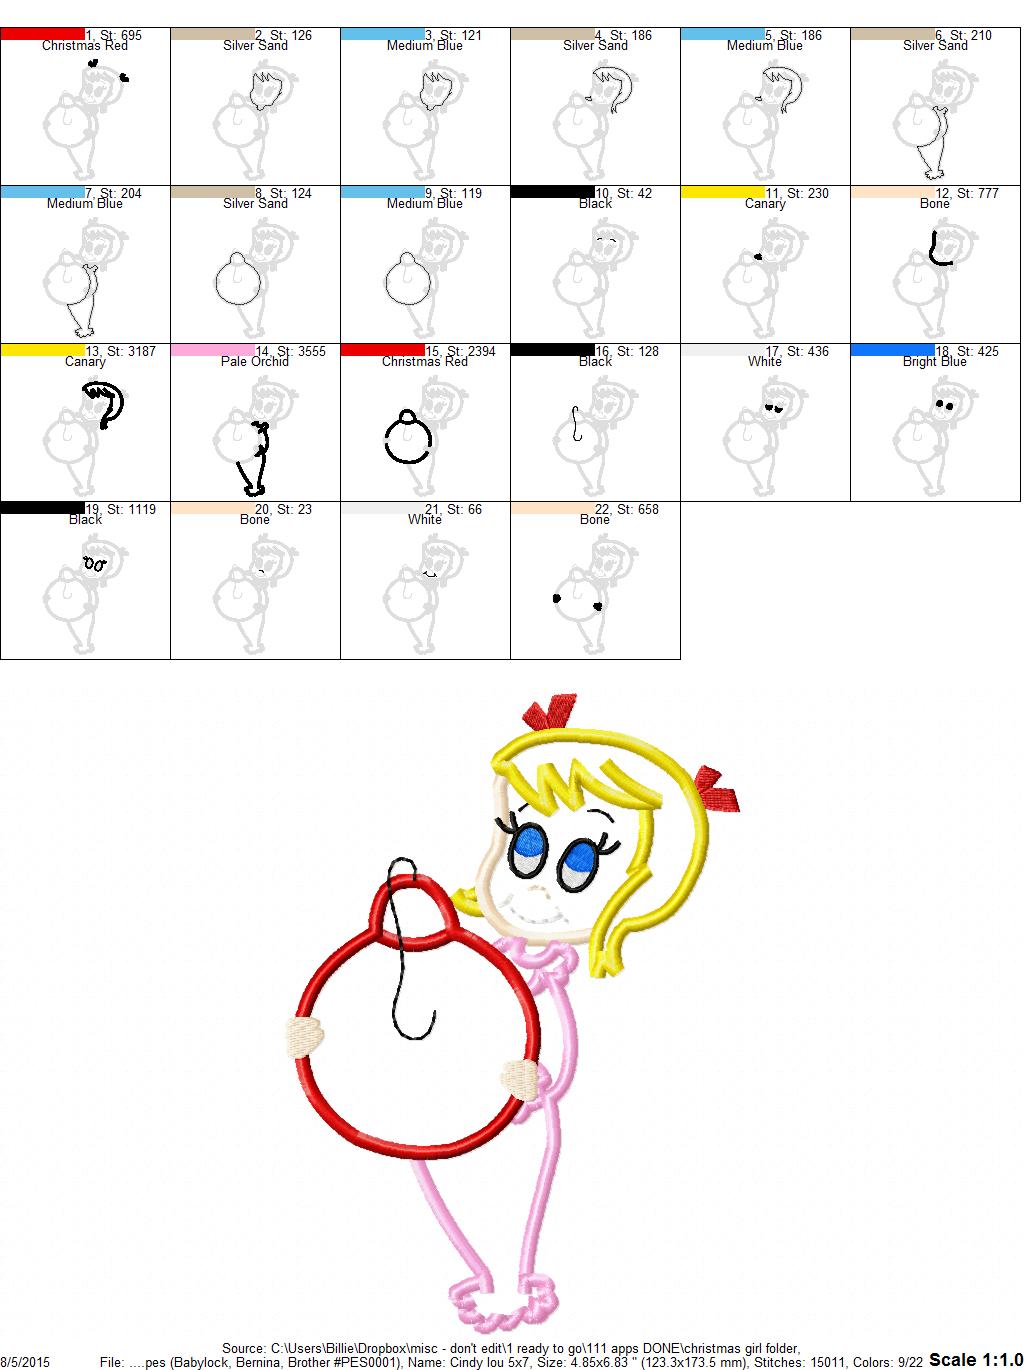 1, St: 695
Christmas Red
2, St: 126
Silver Sand
3, St: 121
Medium Blue
4, St: 186
Silver Sand
5, St: 186
Medium Blue
6, St: 210
Silver Sand
7, St: 204
Medium Blue
8, St: 124
Silver Sand
9, St: 119
Medium Blue
10, St: 42
Black
11, St: 230
Canary
12, St: 777
Bone
13, St: 3187
Canary
14, St: 3555
Pale Orchid
15, St: 2394
Christmas Red
16, St: 128
Black
17, St: 436
White
18, St: 425
Bright Blue
19, St: 1119
Black
20, St: 23
Bone
21, St: 66
White
22, St: 658
Bone
Source: C:\Users\Billie\Dropbox\misc - don't edit\1 ready to go\111 apps DONE\christmas girl folder,
8/5/2015 File: ....pes (Babylock, Bernina, Brother #PES0001), Name: Cindy lou 5x7, Size: 4.85x6.83 " (123.3x173.5 mm), Stitches: 15011, Colors: 9/22 Scale 1:1.0